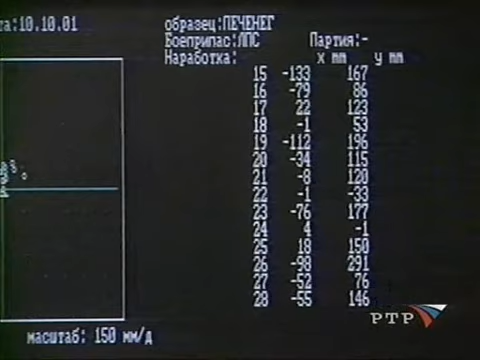 та:10.10.01
образец:ПЕЧЕНЕГ
Боеприпас:ЛПС Партия:-
Наработка: x mm y mm
15 -133 167
16 -79 86
17 22 123
18 -1 53
19 -112 196
20 -34 115
21 -8 120
22 -1 -33
23 -76 177
24 4 -1
25 18 150
26 -98 291
27 -52 76
28 -55 146
масштаб: 150 мм/д
РТР